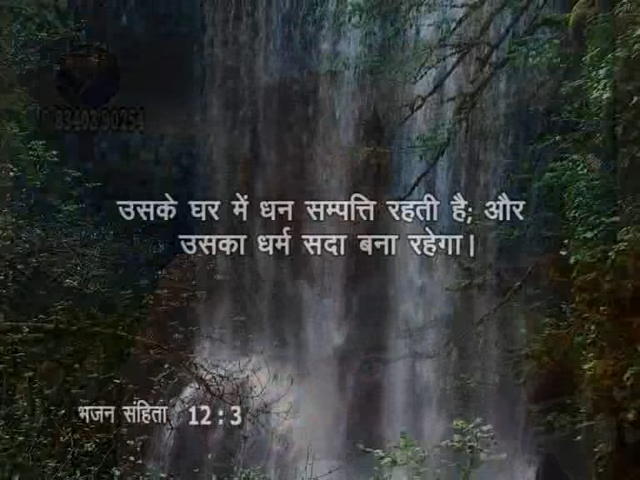 उसके घर में धन सम्पत्ति रहती है; और
उसका धर्म सदा बना रहेगा।
भजन संहिता 12 : 3